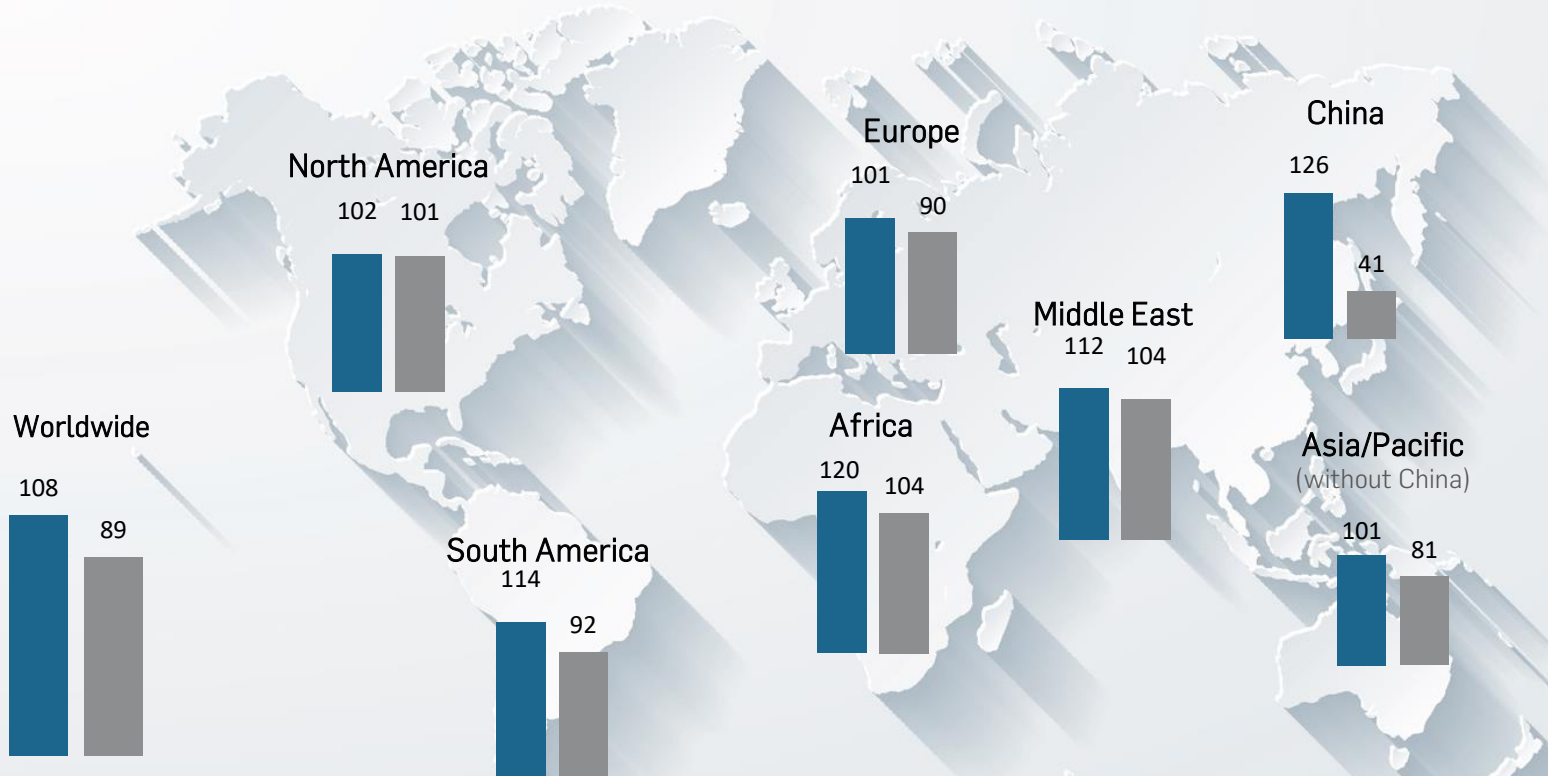 China
Europe
126
North America
101
90
102 101
41
Middle East
112 104
Worldwide
Africa
Asia/Pacific
(without China)
120 104
108
89
101
81
South America
114
92